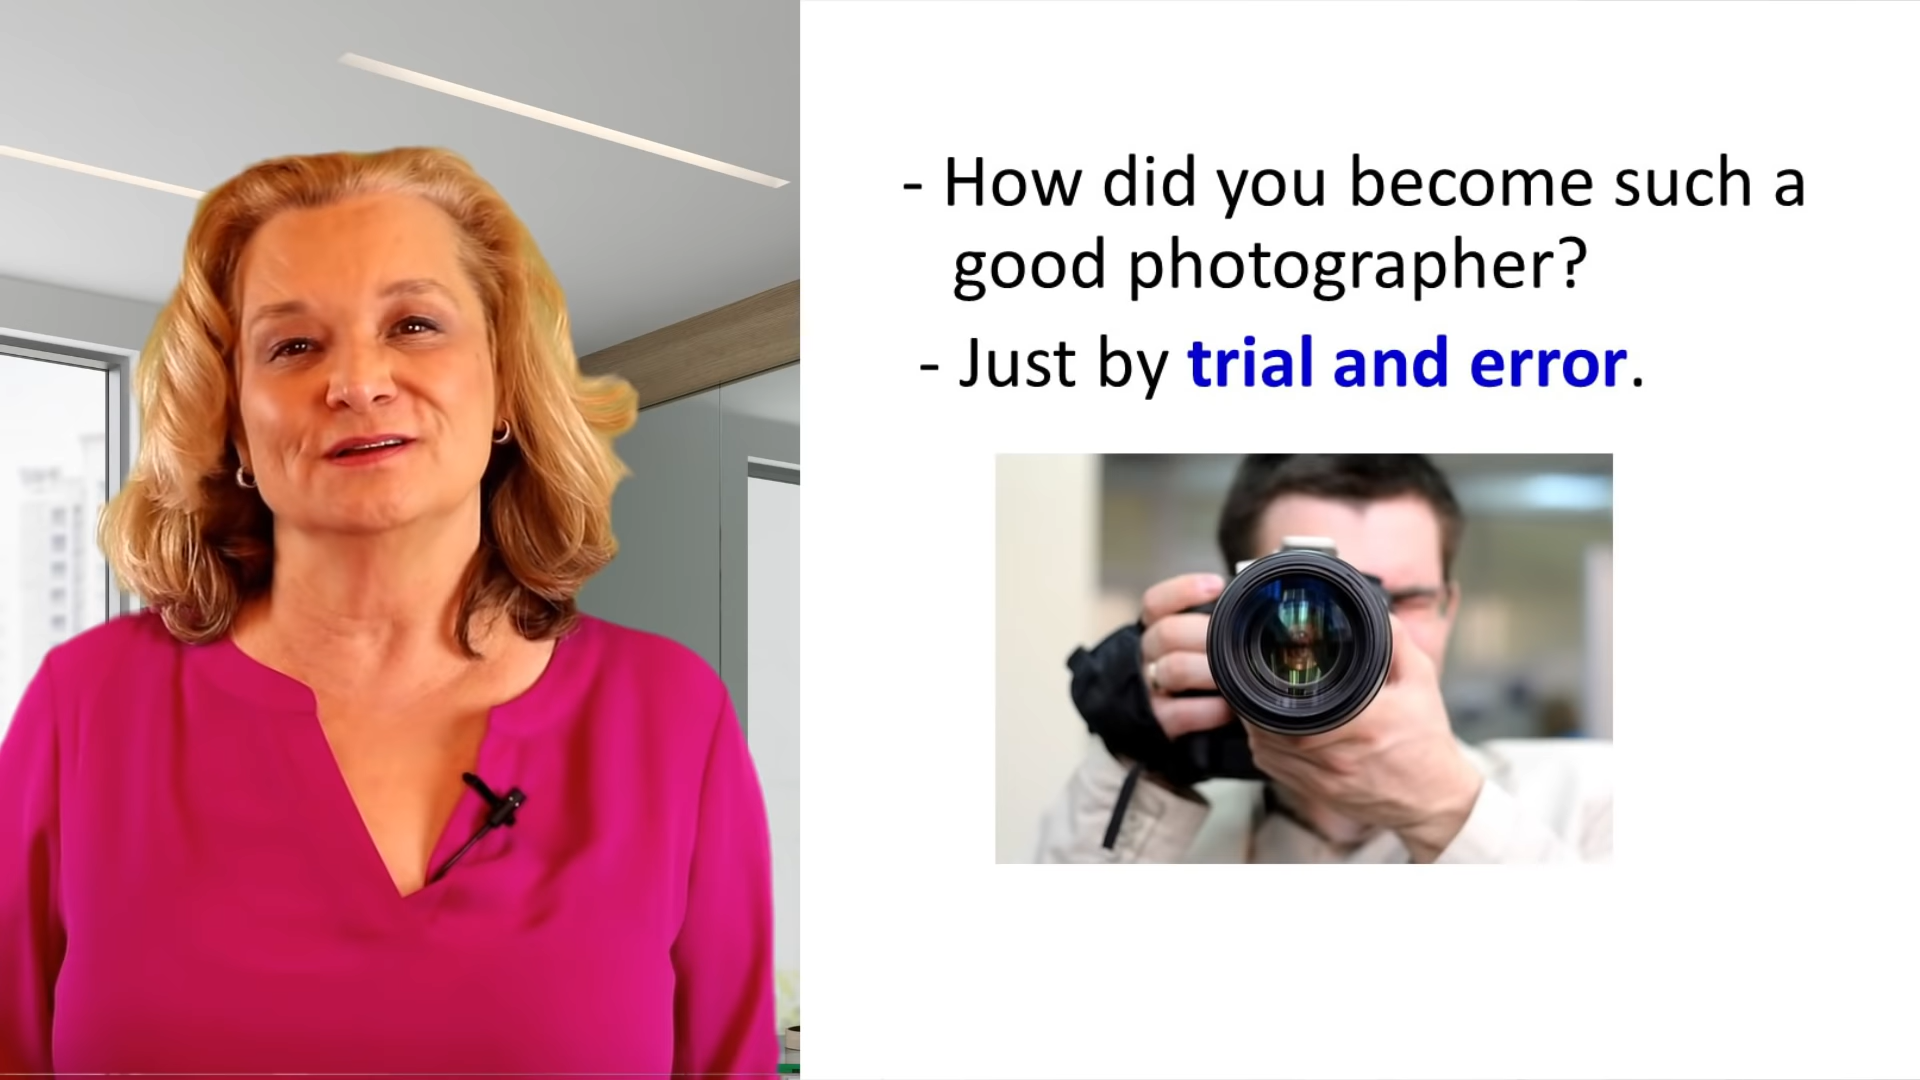 - How did you become such a
good photographer?
- Just by trial and error.